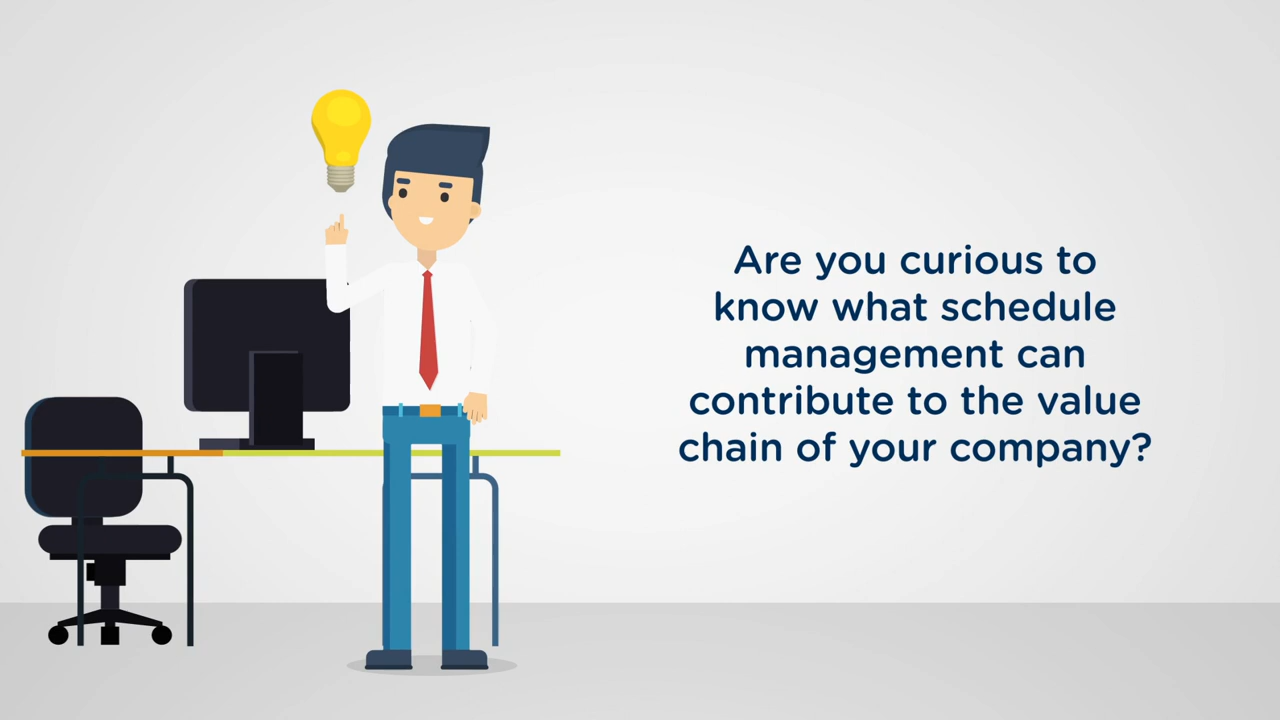 Are you curious to
know what schedule
management can
contribute to the value
chain of your company?